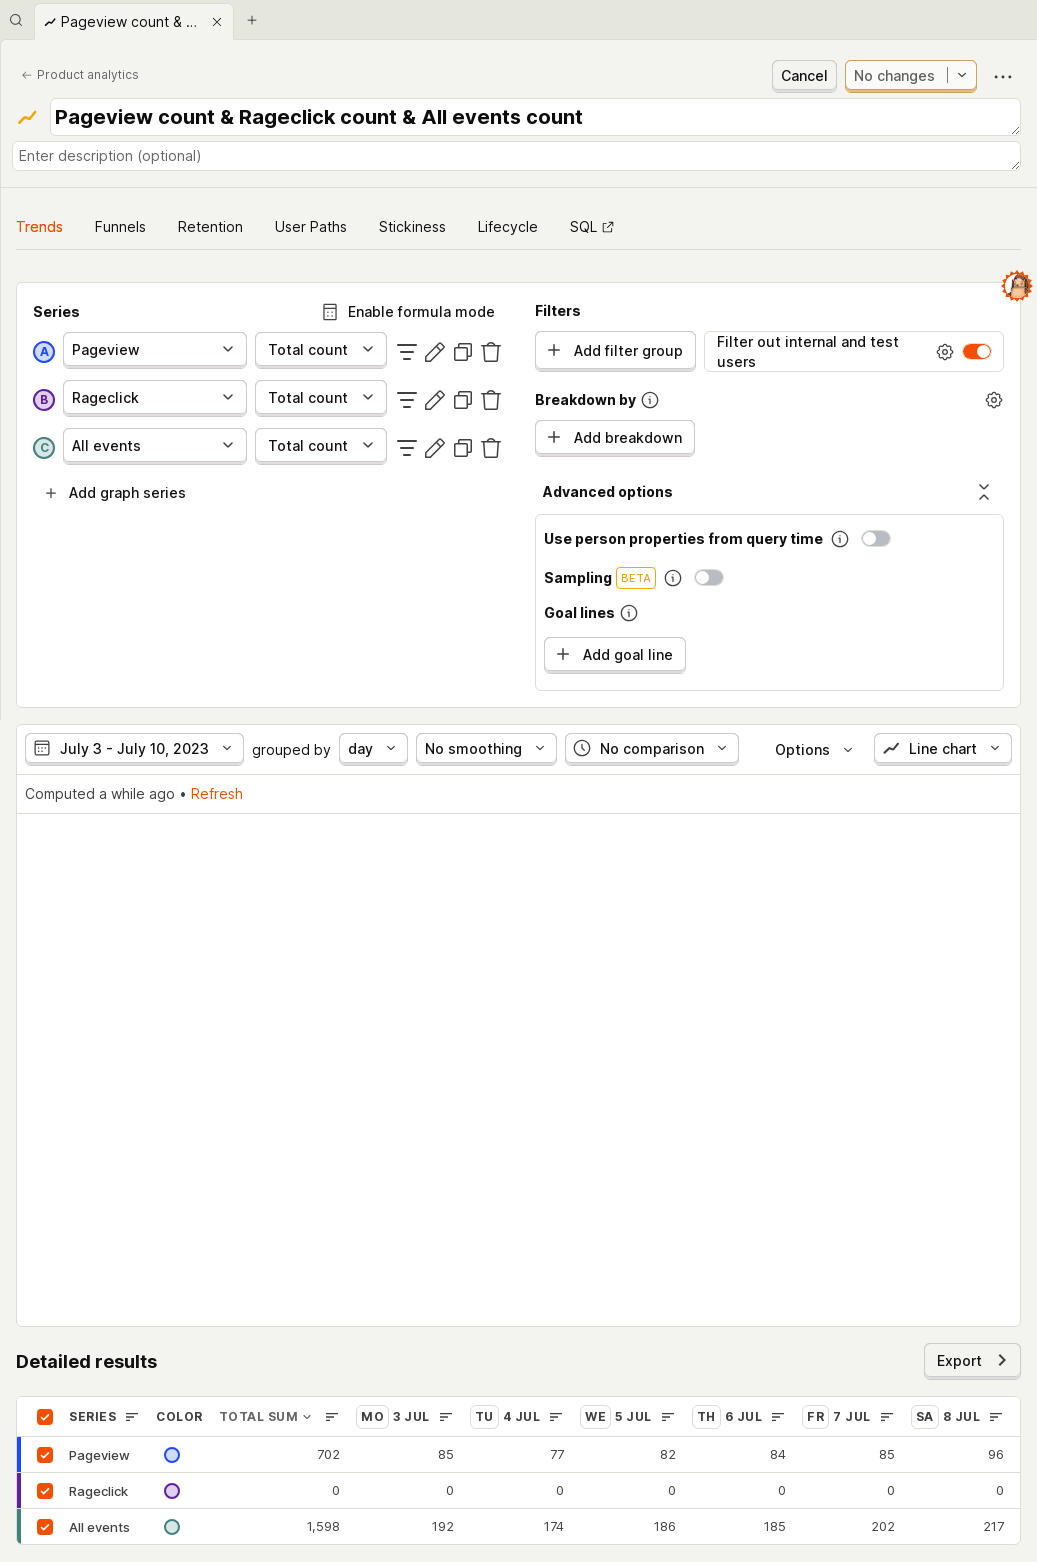 Pageview count & ...
Product analytics
Cancel
No changes
Pageview count & Rageclick count & All events count
Enter description (optional)
Trends
Funnels
Retention
User Paths
Stickiness
Lifecycle
SQL
Series
Enable formula mode
A
Pageview
Total count
B
Rageclick
Total count
C
All events
Total count
Add graph series
Filters
Add filter group
Filter out internal and test
users
Breakdown by
Add breakdown
Advanced options
Use person properties from query time
Sampling BETA
Goal lines
Add goal line
July 3 - July 10, 2023
grouped by
day
No smoothing
No comparison
Options
Line chart
Computed a while ago • Refresh
Detailed results
Export
SERIES COLOR TOTAL SUM MO 3 JUL TU 4 JUL WE 5 JUL TH 6 JUL FR 7 JUL SA 8 JUL
Pageview 702 85 77 82 84 85 96
Rageclick 0 0 0 0 0 0 0
All events 1,598 192 174 186 185 202 217